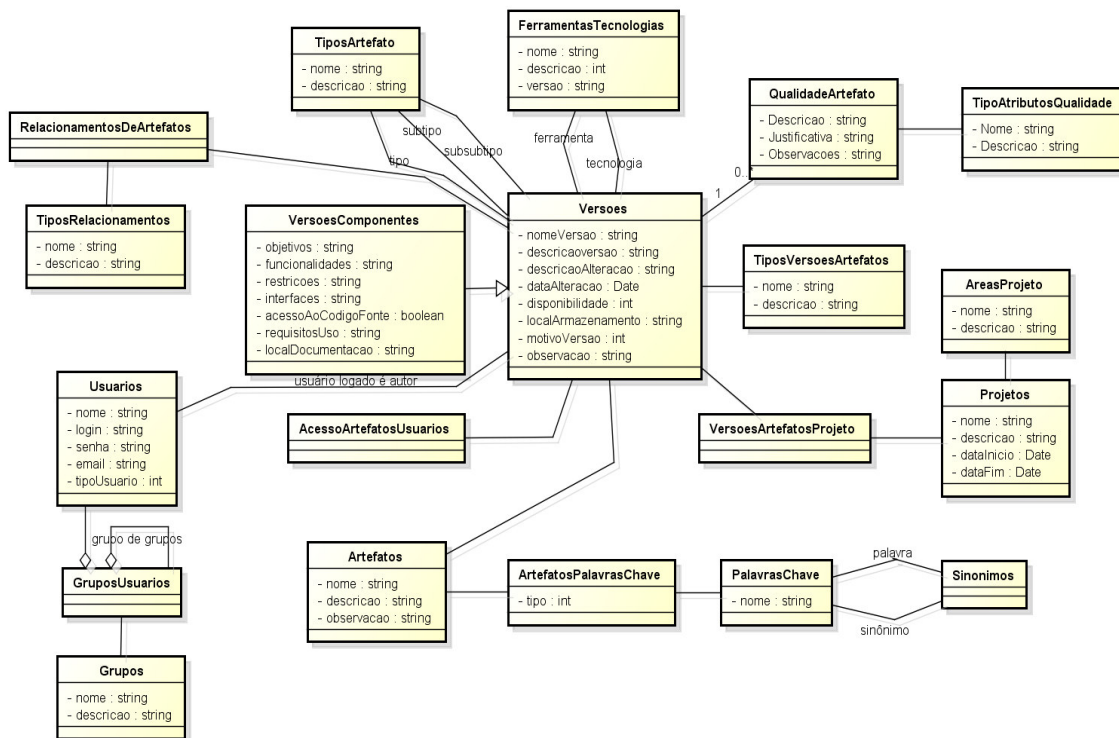 TiposArtefato
- nome : string
- descricao : string
FerramentasTecnologias
- nome : string
- descricao : int
- versao : string
QualidadeArtefato
- Descricao : string
- Justificativa : string
- Observacoes : string
TipoAtributosQualidade
- Nome : string
- Descricao : string
RelacionamentosDeArtefatos
subtipo
subsubtipo
tipo
ferramenta
tecnologia
0..*
1
TiposRelacionamentos
- nome : string
- descricao : string
VersoesComponentes
- objetivos : string
- funcionalidades : string
- restricoes : string
- interfaces : string
- acessoAoCodigoFonte : boolean
- requisitosUso : string
- localDocumentacao : string
Versoes
- nomeVersao : string
- descricaoversao : string
- descricaoAlteracao : string
- dataAlteracao : Date
- disponibilidade : int
- localArmazenamento : string
- motivoVersao : int
- observacao : string
TiposVersoesArtefatos
- nome : string
- descricao : string
AreasProjeto
- nome : string
- descricao : string
usuário logado é autor
Usuarios
- nome : string
- login : string
- senha : string
- email : string
- tipoUsuario : int
AcessoArtefatosUsuarios
VersoesArtefatosProjeto
Projetos
- nome : string
- descricao : string
- dataInicio : Date
- dataFim : Date
grupo de grupos
GruposUsuarios
Artefatos
- nome : string
- descricao : string
- observacao : string
ArtefatosPalavrasChave
- tipo : int
PalavrasChave
- nome : string
palavra
sinônimo
Sinonimos
Grupos
- nome : string
- descricao : string